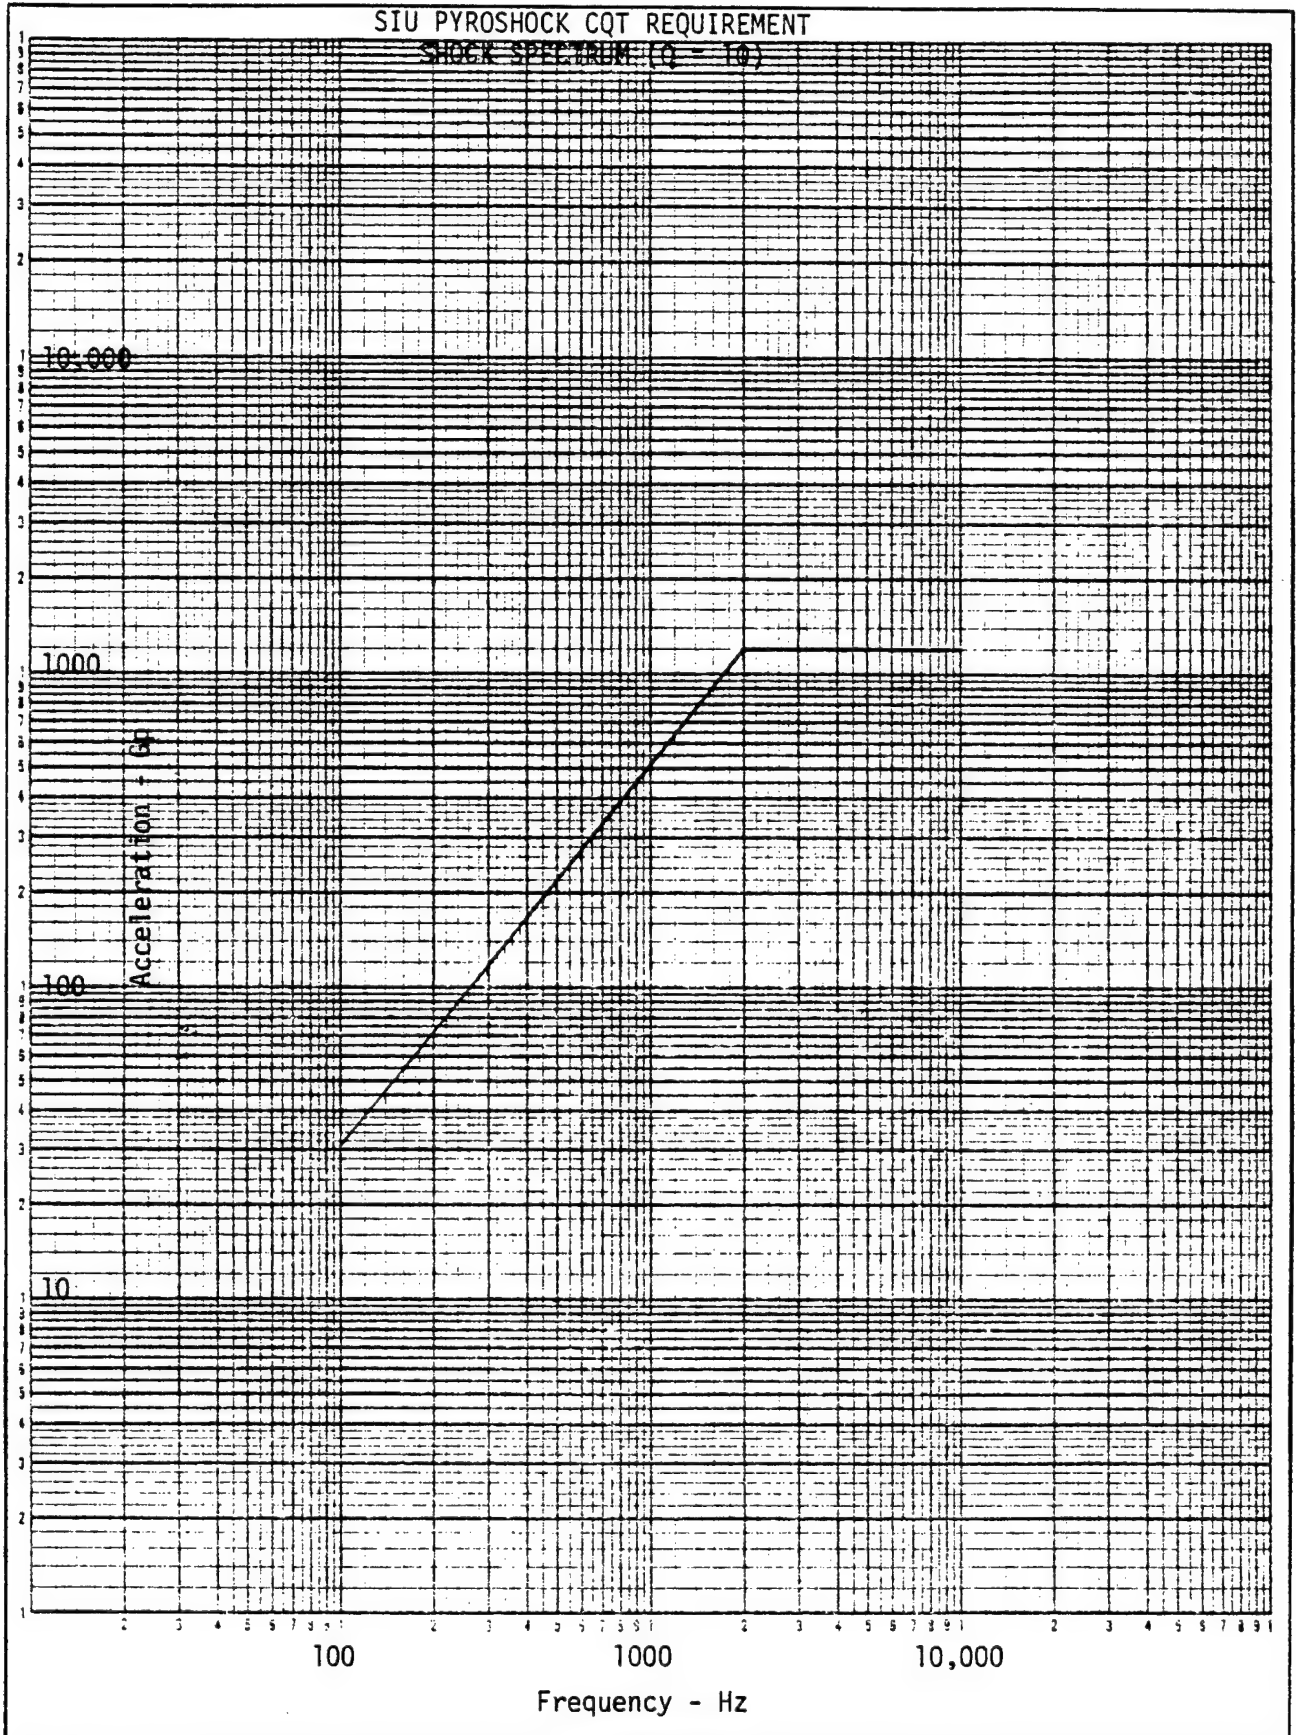 SIU PYROSHOCK CQT REQUIREMENT
SHOCK SPECTRUM (Q = 10)
10,000
1000
Acceleration - Gp
100
10
100 1000 10,000
Frequency - Hz